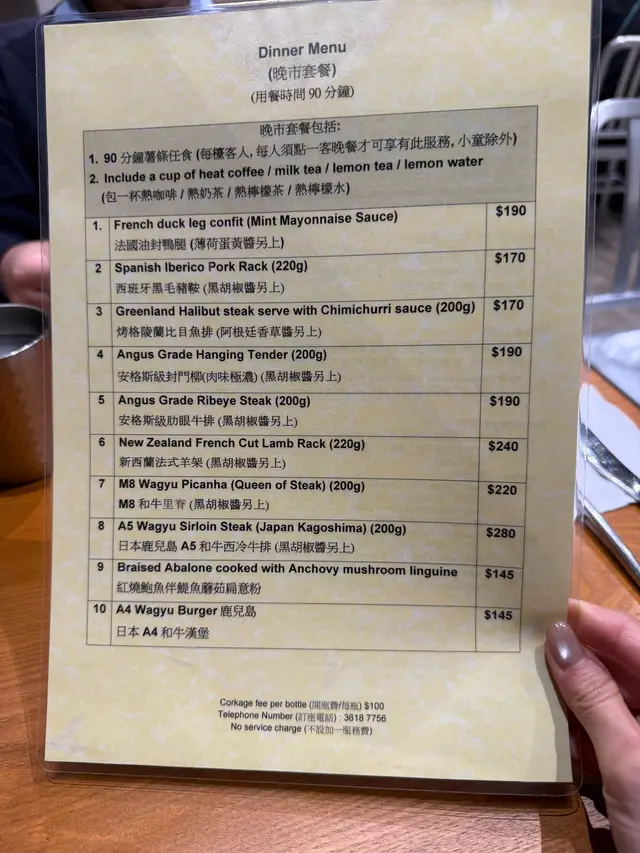 Dinner Menu
(晚市套餐)
(用餐時間 90 分鐘)
晚市套餐包括:
1. 90 分鐘薯條任食 (每檯客人, 每人須點一客晚餐才可享有此服務, 小童除外)
2. Include a cup of heat coffee / milk tea / lemon tea / lemon water
(包一杯熱咖啡 / 熱奶茶 / 熱檸檬茶 / 熱檸檬水)
1. French duck leg confit (Mint Mayonnaise Sauce) $190
法國油封鴨腿 (薄荷蛋黃醬另上)
2 Spanish Iberico Pork Rack (220g) $170
西班牙黑毛豬鞍 (黑胡椒醬另上)
3 Greenland Halibut steak serve with Chimichurri sauce (200g) $170
烤格陵蘭比目魚排 (阿根廷香草醬另上)
4 Angus Grade Hanging Tender (200g) $190
安格斯級封門柳(肉味極濃) (黑胡椒醬另上)
5 Angus Grade Ribeye Steak (200g) $190
安格斯級肋眼牛排 (黑胡椒醬另上)
6 New Zealand French Cut Lamb Rack (220g) $240
新西蘭法式羊架 (黑胡椒醬另上)
7 M8 Wagyu Picanha (Queen of Steak) (200g) $220
M8 和牛里脊 (黑胡椒醬另上)
8 A5 Wagyu Sirloin Steak (Japan Kagoshima) (200g) $280
日本鹿兒島 A5 和牛西冷牛排 (黑胡椒醬另上)
9 Braised Abalone cooked with Anchovy mushroom linguine $145
紅燒鮑魚伴鯷魚蘑菇扁意粉
10 A4 Wagyu Burger 鹿兒島 $145
日本 A4 和牛漢堡
Corkage fee per bottle (開瓶費/每瓶) $100
Telephone Number (訂座電話) : 3618 7756
No service charge (不設加一服務費)